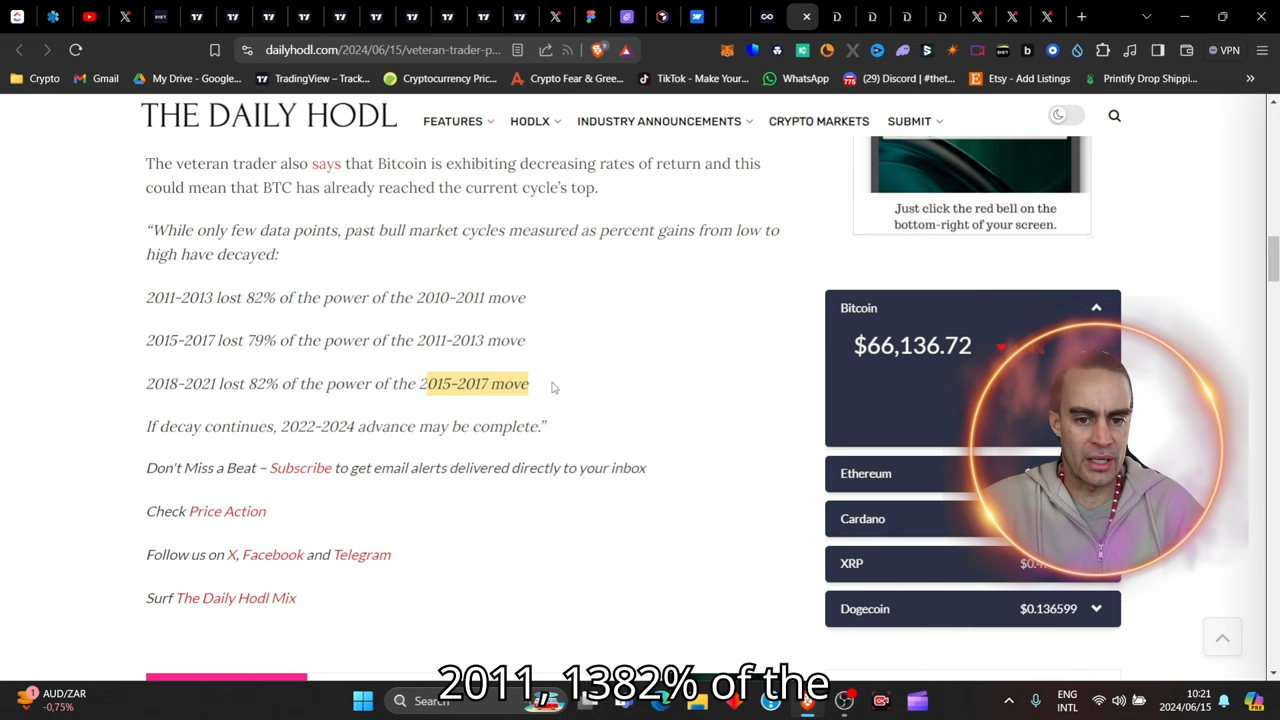 dailyhodl.com/2024/06/15/veteran-trader-p...
VPN
Crypto
Gmail
My Drive - Google...
TradingView – Track...
Cryptocurrency Pric...
Crypto Fear & Gree...
TikTok - Make Your...
WhatsApp
(29) Discord | #thet...
Etsy - Add Listings
Printify Drop Shippi...
THE DAILY HODL
FEATURES
HODLX
INDUSTRY ANNOUNCEMENTS
CRYPTO MARKETS
SUBMIT
The veteran trader also says that Bitcoin is exhibiting decreasing rates of return and this
could mean that BTC has already reached the current cycle's top.
“While only few data points, past bull market cycles measured as percent gains from low to
high have decayed:
2011-2013 lost 82% of the power of the 2010-2011 move
2015-2017 lost 79% of the power of the 2011-2013 move
2018-2021 lost 82% of the power of the 2015-2017 move
If decay continues, 2022-2024 advance may be complete.”
Don't Miss a Beat – Subscribe to get email alerts delivered directly to your inbox
Check Price Action
Follow us on X, Facebook and Telegram
Surf The Daily Hodl Mix
Just click the red bell on the
bottom-right of your screen.
Bitcoin
$66,136.72
Ethereum
Cardano
XRP
Dogecoin
$0.136599
2011, 1382% of the
AUD/ZAR
-0,75%
Search
ENG
INTL
10:21
2024/06/15